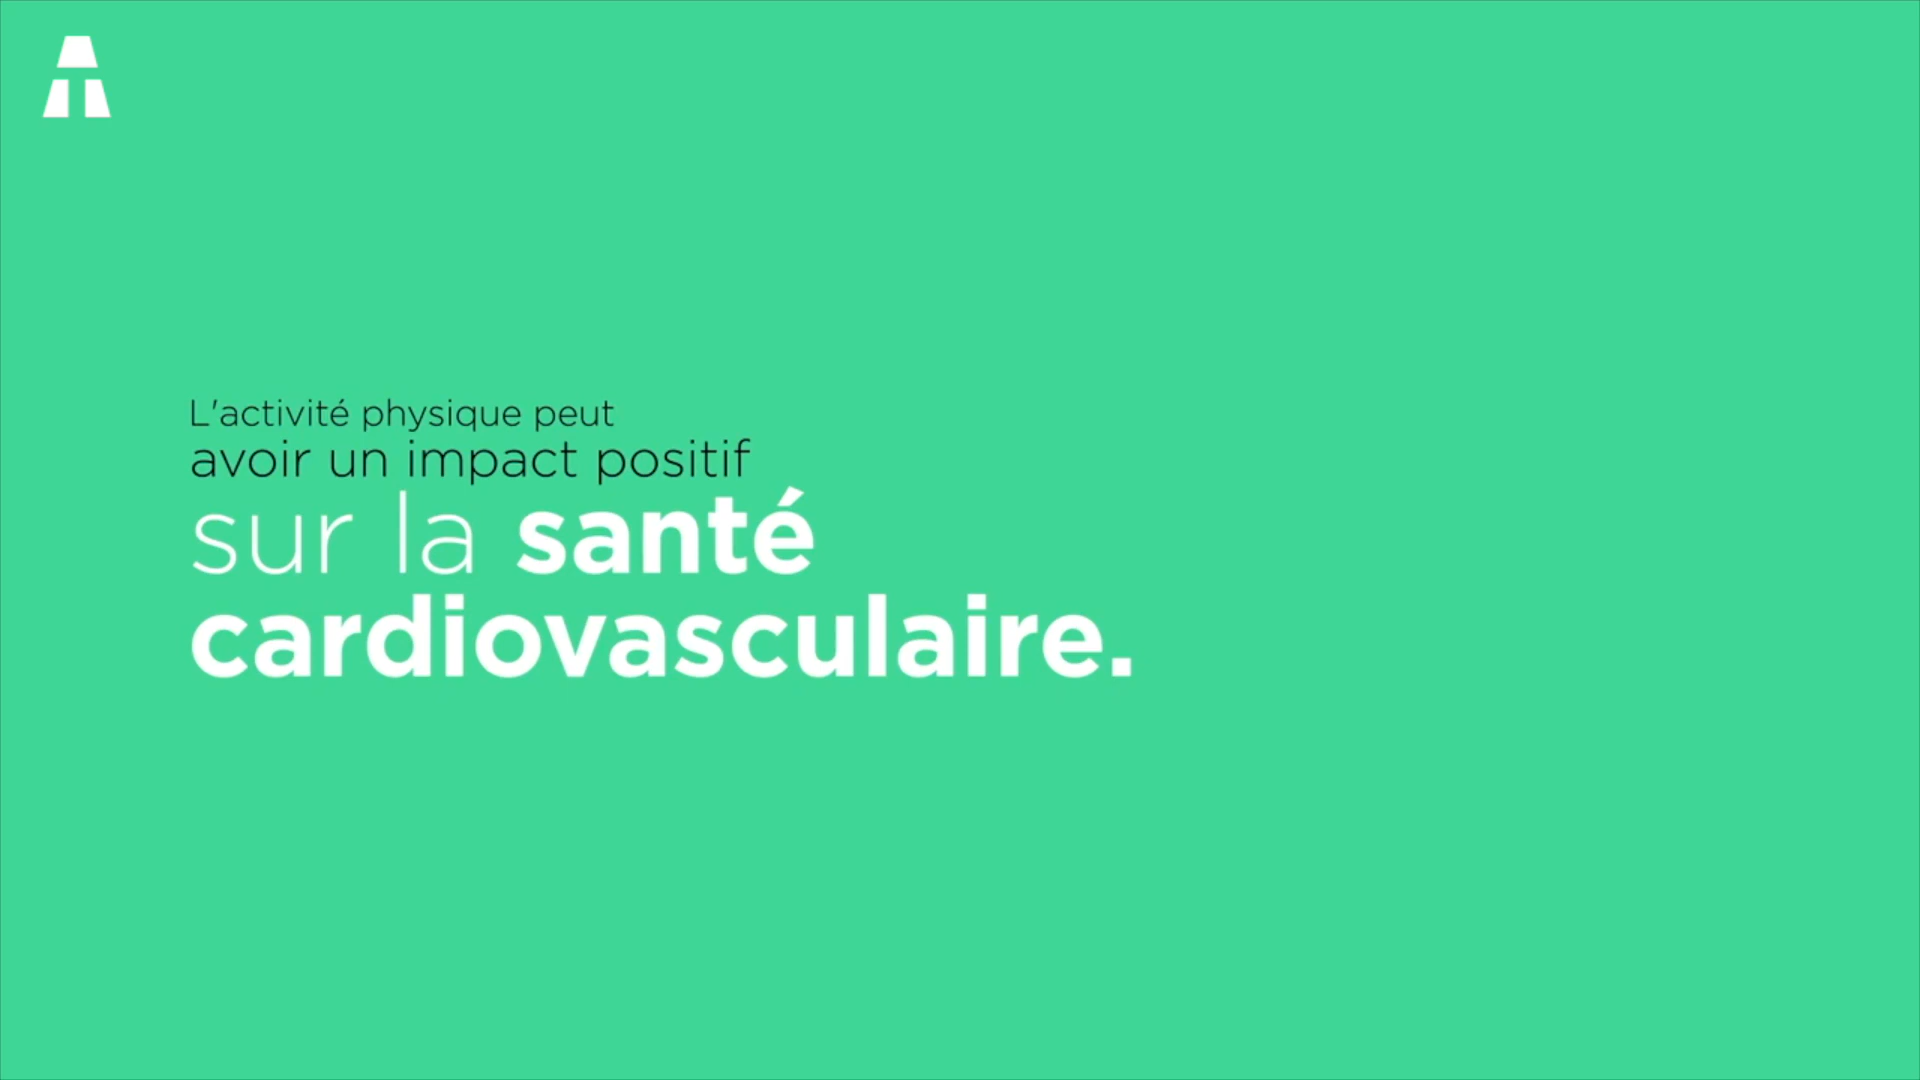 L'activité physique peut
avoir un impact positif
sur la santé
cardiovasculaire.